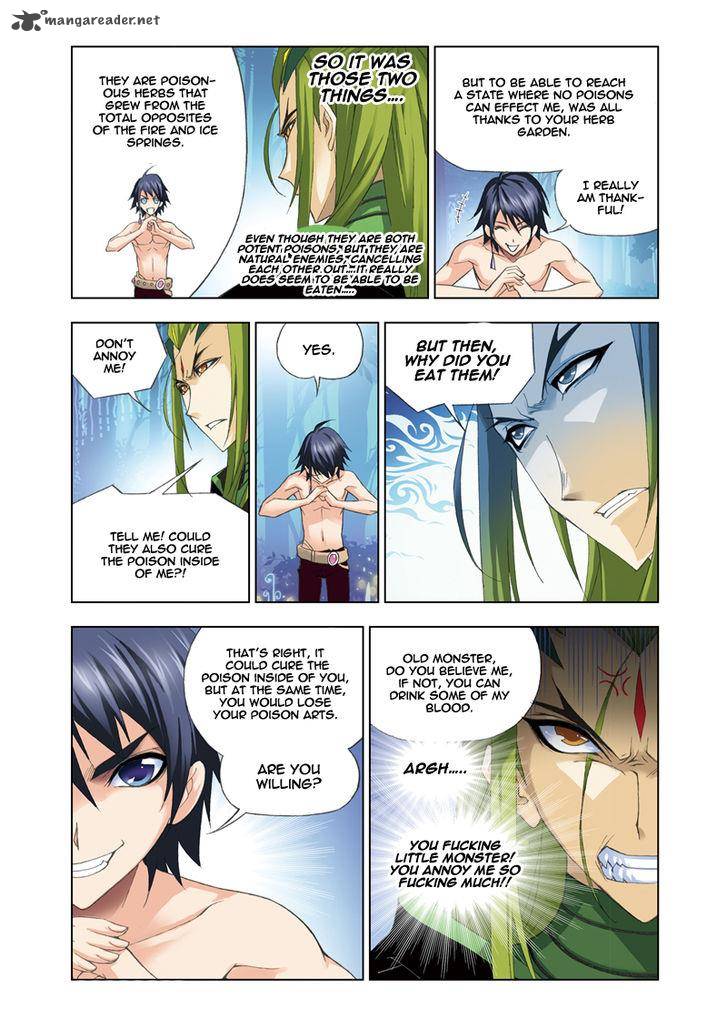 mangareader.net
THEY ARE POISON-
OUS HERBS THAT
GREW FROM THE
TOTAL OPPOSITES
OF THE FIRE AND ICE
SPRINGS.
SO IT WAS
THOSE TWO
THINGS....
EVEN THOUGH THEY ARE BOTH
POTENT POISONS, BUT THEY ARE
NATURAL ENEMIES, CANCELLING
EACH OTHER OUT...IT REALLY
DOES SEEM TO BE ABLE TO BE
EATEN.....
BUT TO BE ABLE TO REACH
A STATE WHERE NO POISONS
CAN EFFECT ME, WAS ALL
THANKS TO YOUR HERB
GARDEN.
I REALLY
AM THANK-
FUL!
DON'T
ANNOY
ME!
TELL ME! COULD
THEY ALSO CURE
THE POISON INSIDE
OF ME?!
YES.
BUT THEN,
WHY DID YOU
EAT THEM!
THAT'S RIGHT, IT
COULD CURE THE
POISON INSIDE OF YOU,
BUT AT THE SAME TIME,
YOU WOULD LOSE
YOUR POISON ARTS.
ARE YOU
WILLING?
OLD MONSTER,
DO YOU BELIEVE ME,
IF NOT, YOU CAN
DRINK SOME OF MY
BLOOD.
ARGH.....
YOU FUCKING
LITTLE MONSTER!
YOU ANNOY ME SO
FUCKING MUCH!!